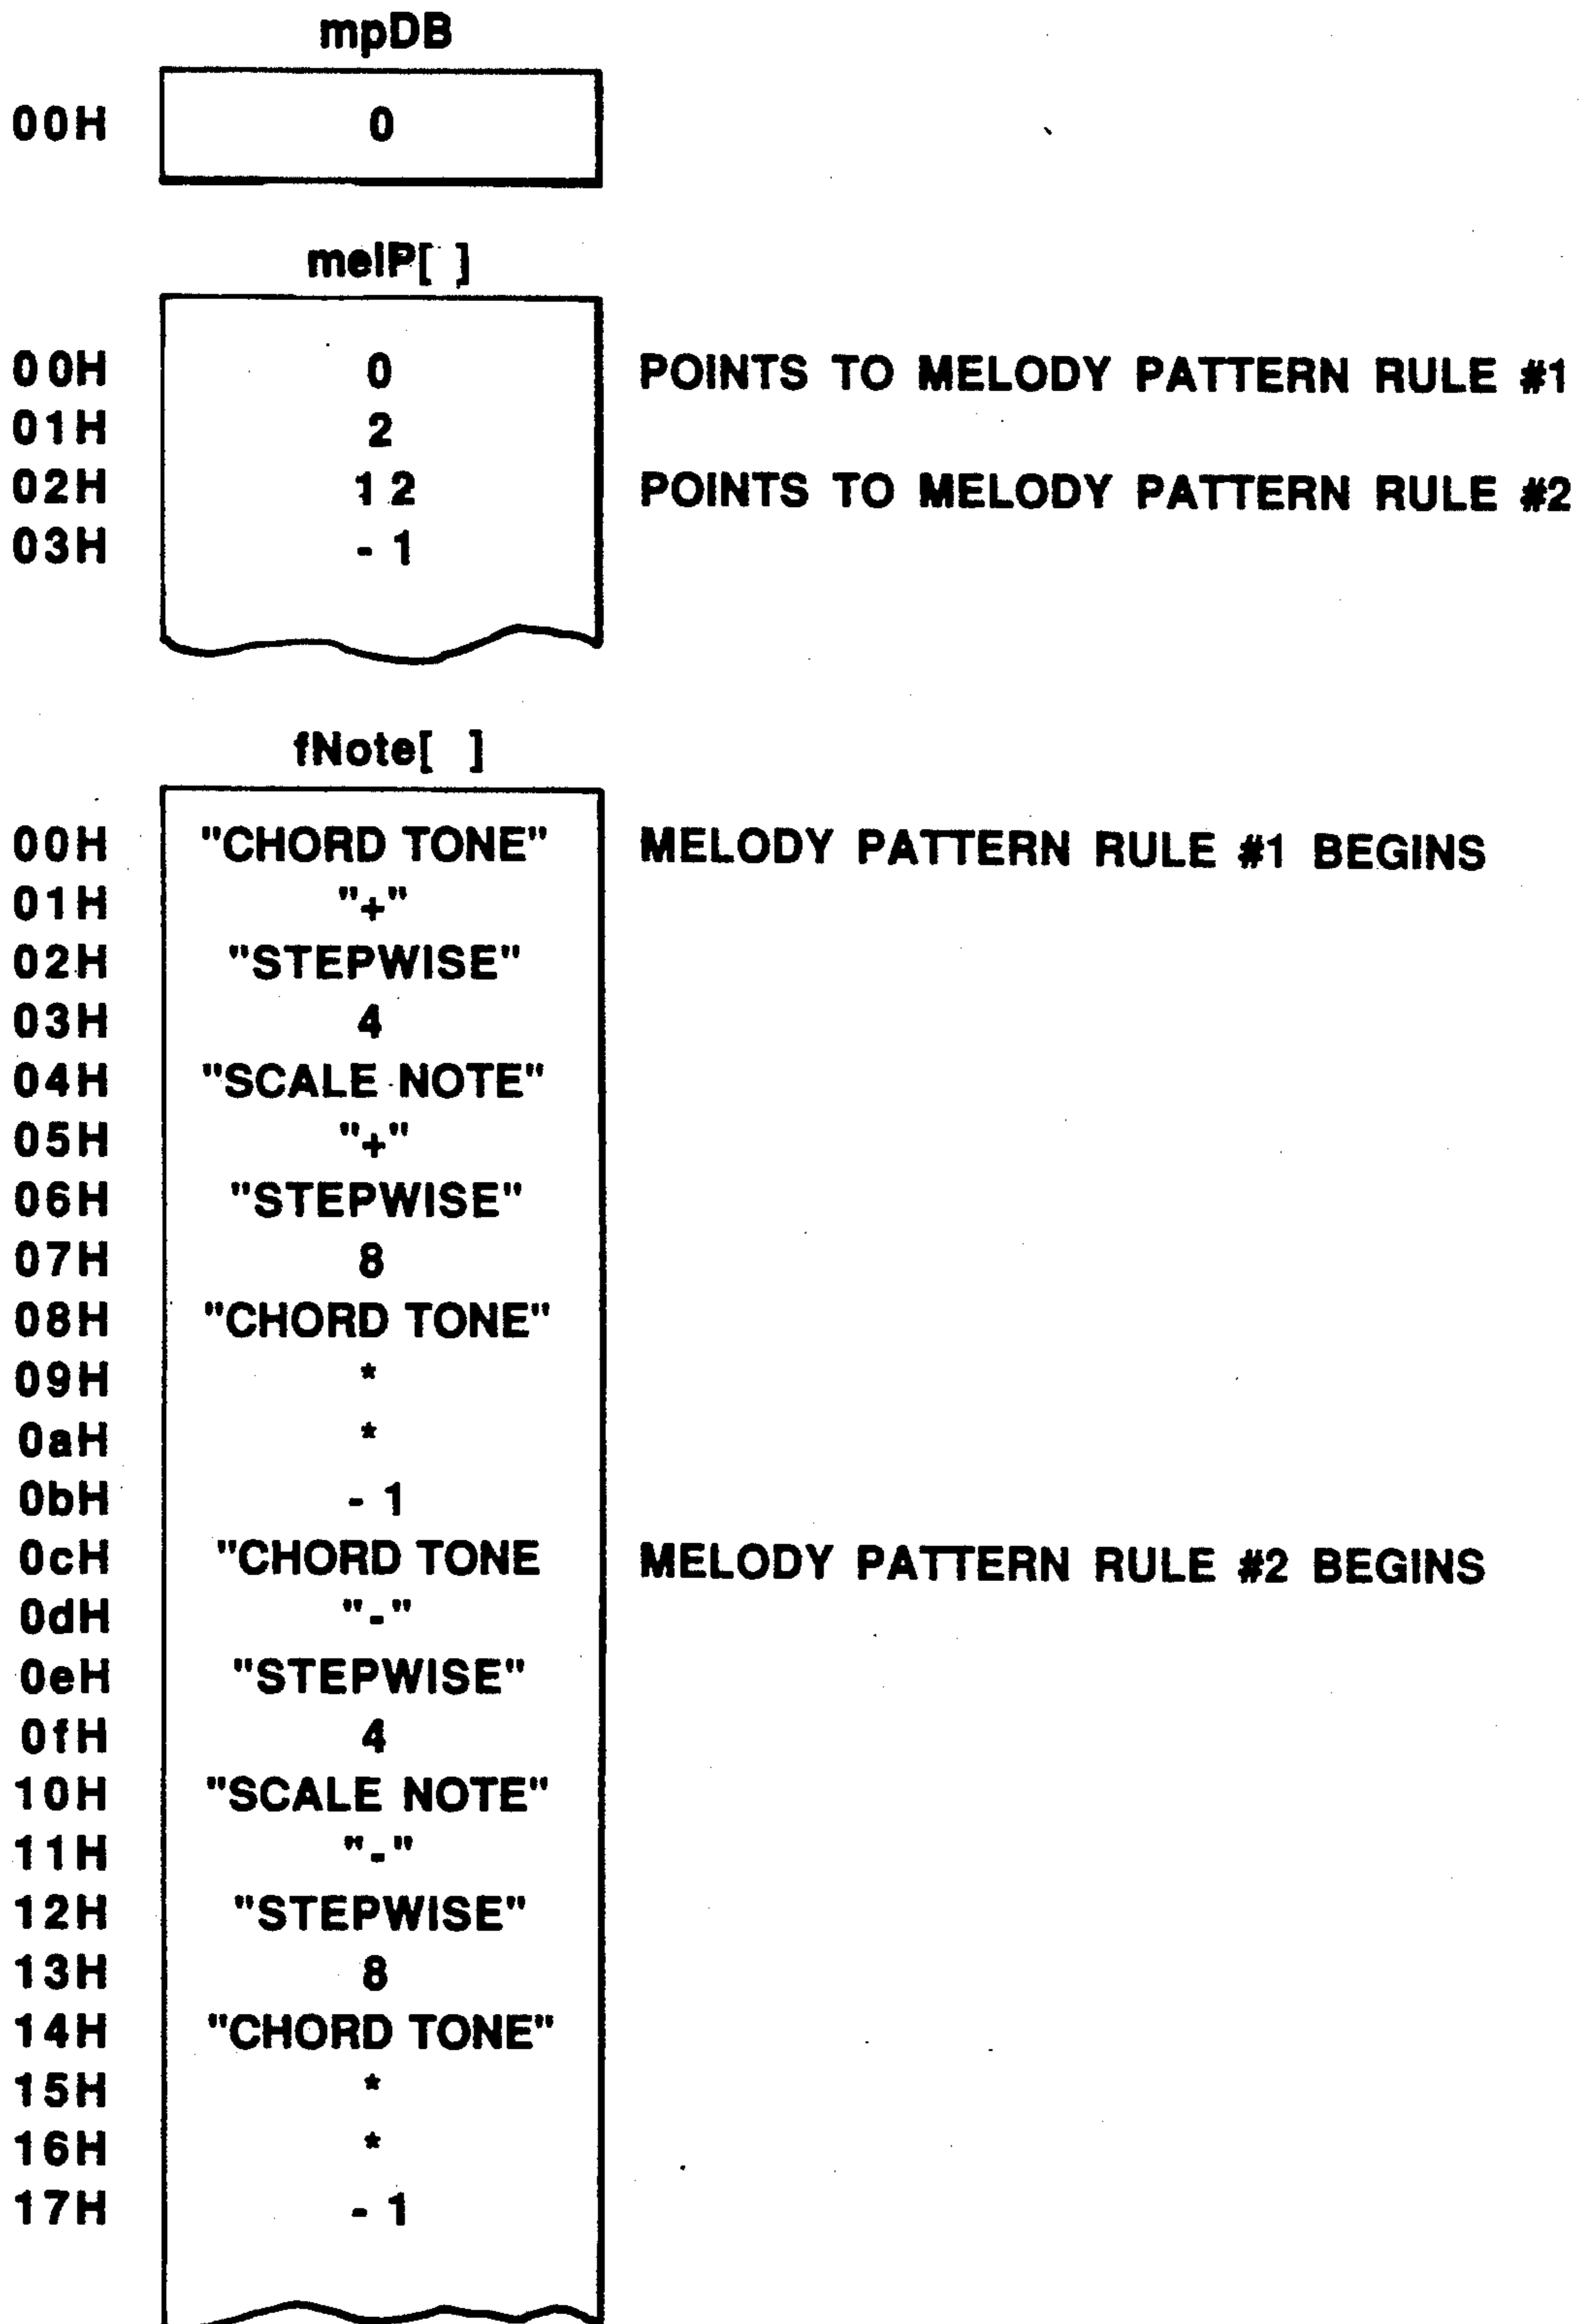 mpDB
00H 0
melP[ ]
00H 0 POINTS TO MELODY PATTERN RULE #1
01H 2
02H 12 POINTS TO MELODY PATTERN RULE #2
03H -1
fNote[ ]
00H "CHORD TONE" MELODY PATTERN RULE #1 BEGINS
01H "+"
02H "STEPWISE"
03H 4
04H "SCALE NOTE"
05H "+"
06H "STEPWISE"
07H 8
08H "CHORD TONE"
09H *
0aH *
0bH -1
0cH "CHORD TONE MELODY PATTERN RULE #2 BEGINS
0dH "-"
0eH "STEPWISE"
0fH 4
10H "SCALE NOTE"
11H "-"
12H "STEPWISE"
13H 8
14H "CHORD TONE"
15H *
16H *
17H -1